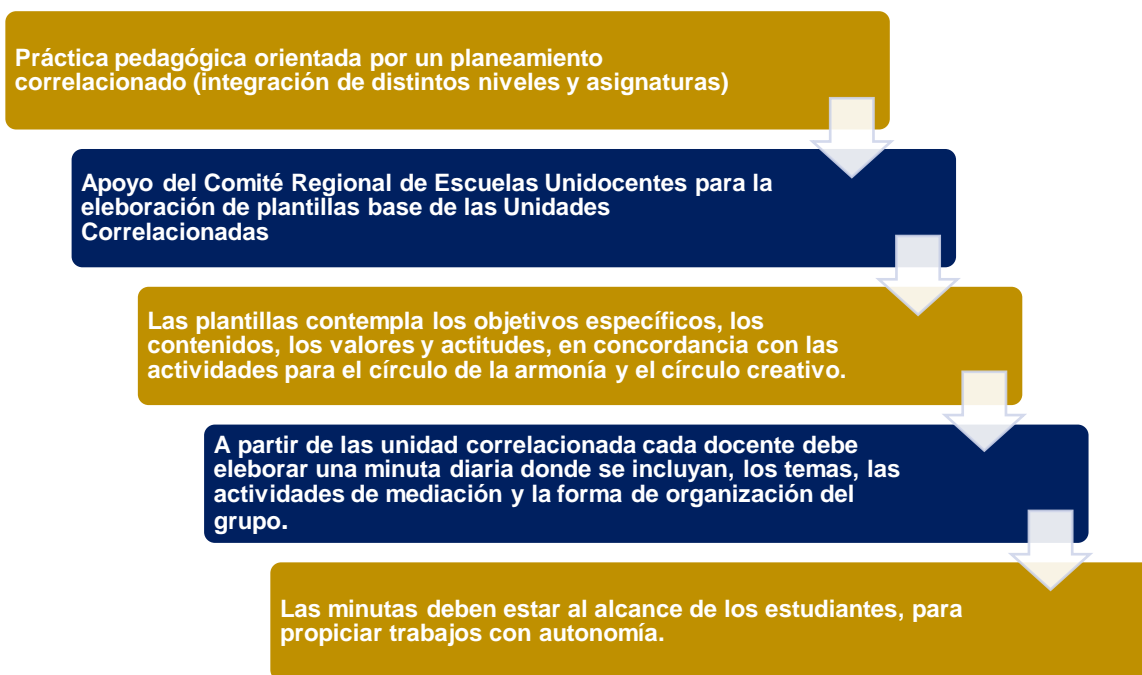 Práctica pedagógica orientada por un planeamiento
correlacionado (integración de distintos niveles y asignaturas)
Apoyo del Comité Regional de Escuelas Unidocentes para la
eleboración de plantillas base de las Unidades
Correlacionadas
Las plantillas contempla los objetivos específicos, los
contenidos, los valores y actitudes, en concordancia con las
actividades para el círculo de la armonía y el círculo creativo.
A partir de las unidad correlacionada cada docente debe
eleborar una minuta diaria donde se incluyan, los temas, las
actividades de mediación y la forma de organización del
grupo.
Las minutas deben estar al alcance de los estudiantes, para
propiciar trabajos con autonomía.